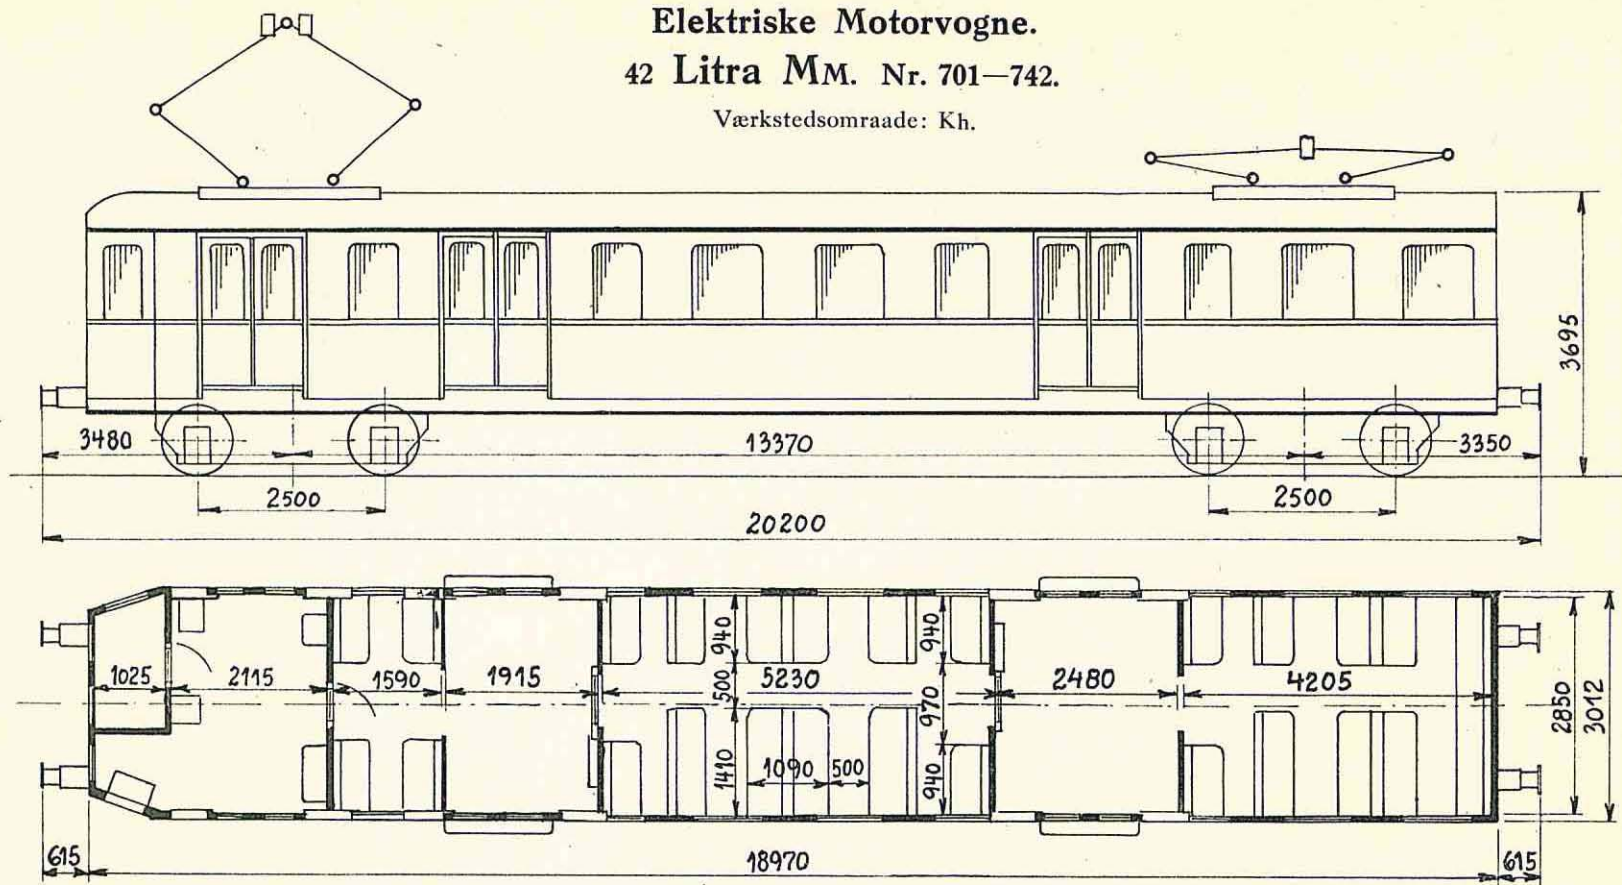 Elektriske Motorvogne.
42 Litra MM. Nr. 701—742.
Værkstedsomraade: Kh.
3695
3480 13370 3350
2500 2500
20200
940 940
1025 2115 1590 1915 500 5230 970 2480 4205 2850 3012
1410 1090 500 940
615 18970 615